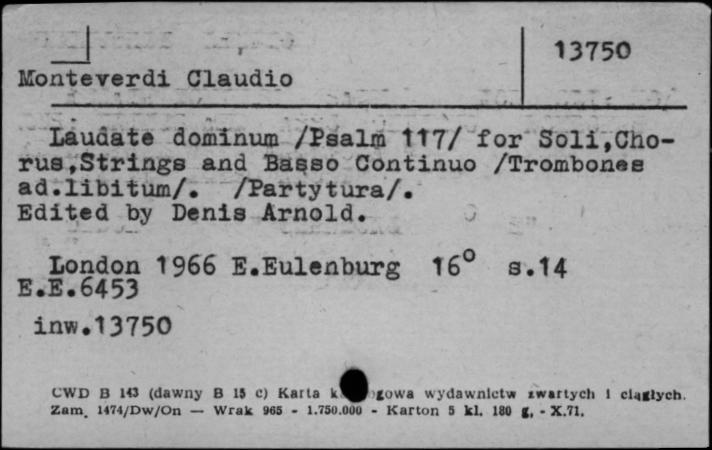 13750
Monteverdi Claudio
Laudate dominum /Psalm 117/ for Soli,Cho-
rus,Strings and Basso Continuo /Trombones
ad.libitum/. /Partytura/.
Edited by Denis Arnold.
London 1966 E.Eulenburg 16° s.14
E.E.6453
inw.13750
CWD B 143 (dawny B 15 c) Karta wydawnictw zwartych i ciągłych.
Zam. 1474/Dw/On — Wrak 965 - 1.750.000 - Karton 5 kl. 180 g. - X.71.